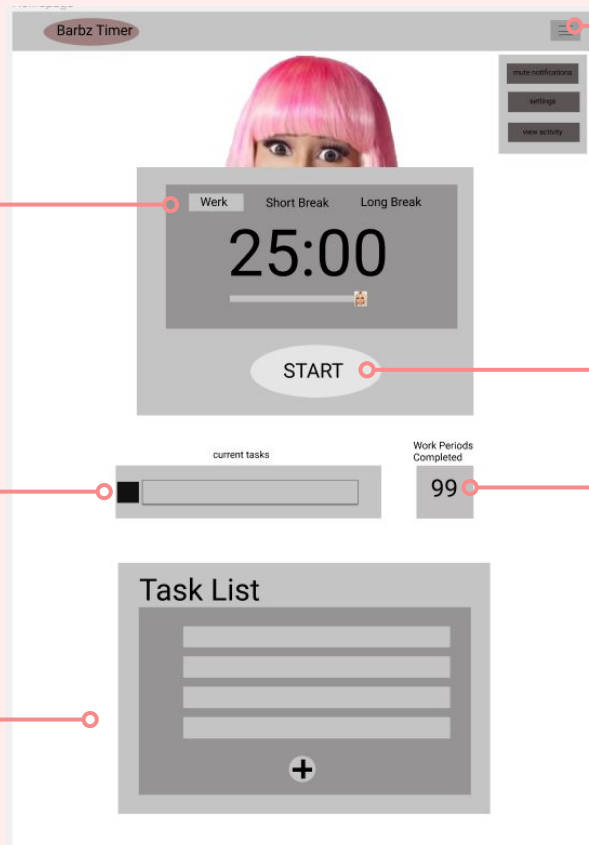 Homepage
Barbz Timer
mute notifications
settings
view activity
Werk
Short Break
Long Break
25:00
START
current tasks
Work Periods
Completed
99
Task List